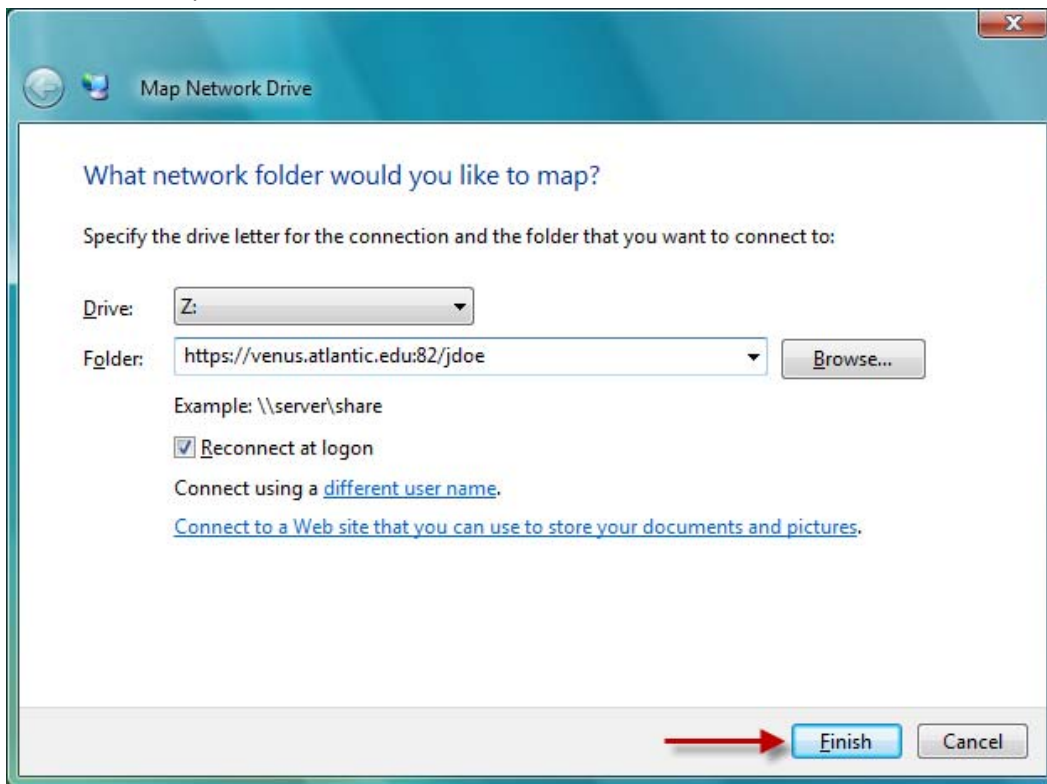 Map Network Drive
What network folder would you like to map?
Specify the drive letter for the connection and the folder that you want to connect to:
Drive: Z:
Folder: https://venus.atlantic.edu:82/jdoe Browse...
Example: \\server\share
Reconnect at logon
Connect using a different user name.
Connect to a Web site that you can use to store your documents and pictures.
Finish Cancel